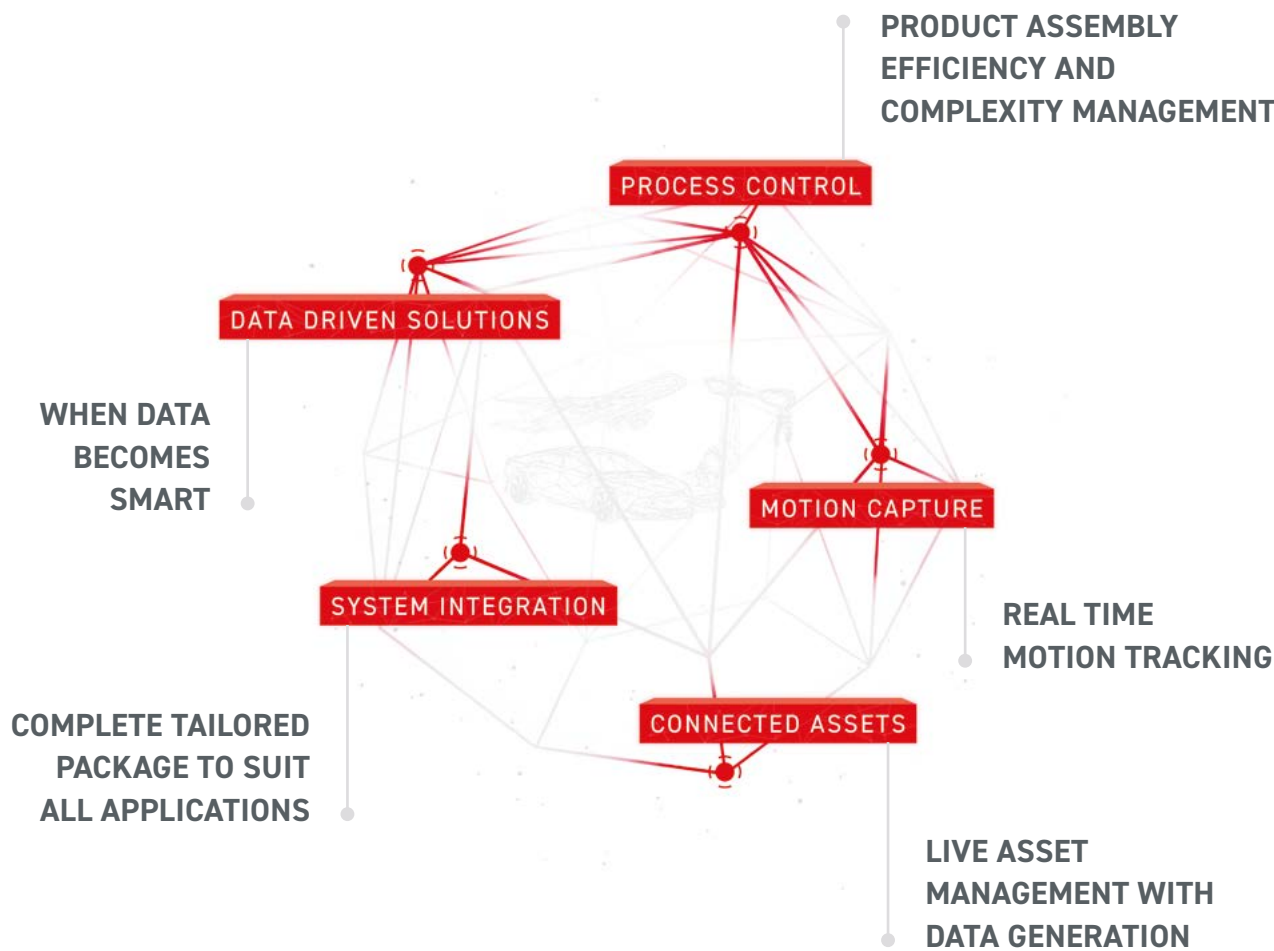 PRODUCT ASSEMBLY
EFFICIENCY AND
COMPLEXITY MANAGEMENT
PROCESS CONTROL
DATA DRIVEN SOLUTIONS
WHEN DATA
BECOMES
SMART
MOTION CAPTURE
REAL TIME
MOTION TRACKING
SYSTEM INTEGRATION
COMPLETE TAILORED
PACKAGE TO SUIT
ALL APPLICATIONS
CONNECTED ASSETS
LIVE ASSET
MANAGEMENT WITH
DATA GENERATION